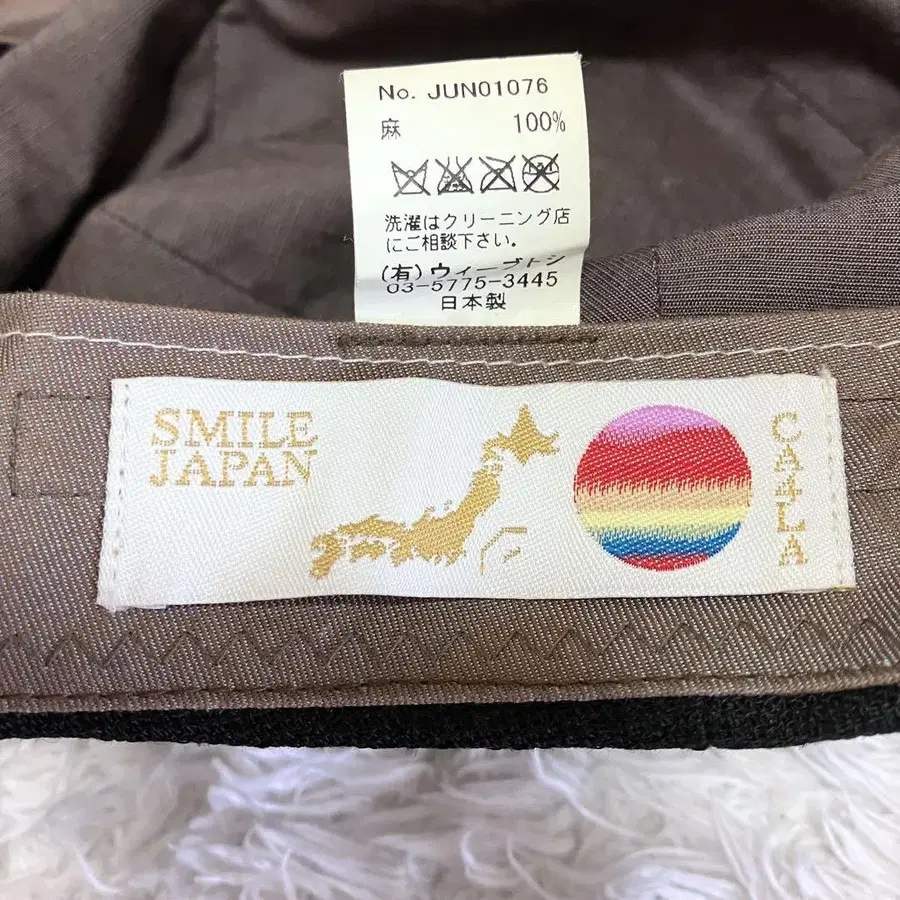 No. JUN01076
麻 100%
洗濯はクリーニング店
にご相談下さい。
(有)ウィーブトシ
03-5775-3445
日本製
SMILE
JAPAN
CA4LA